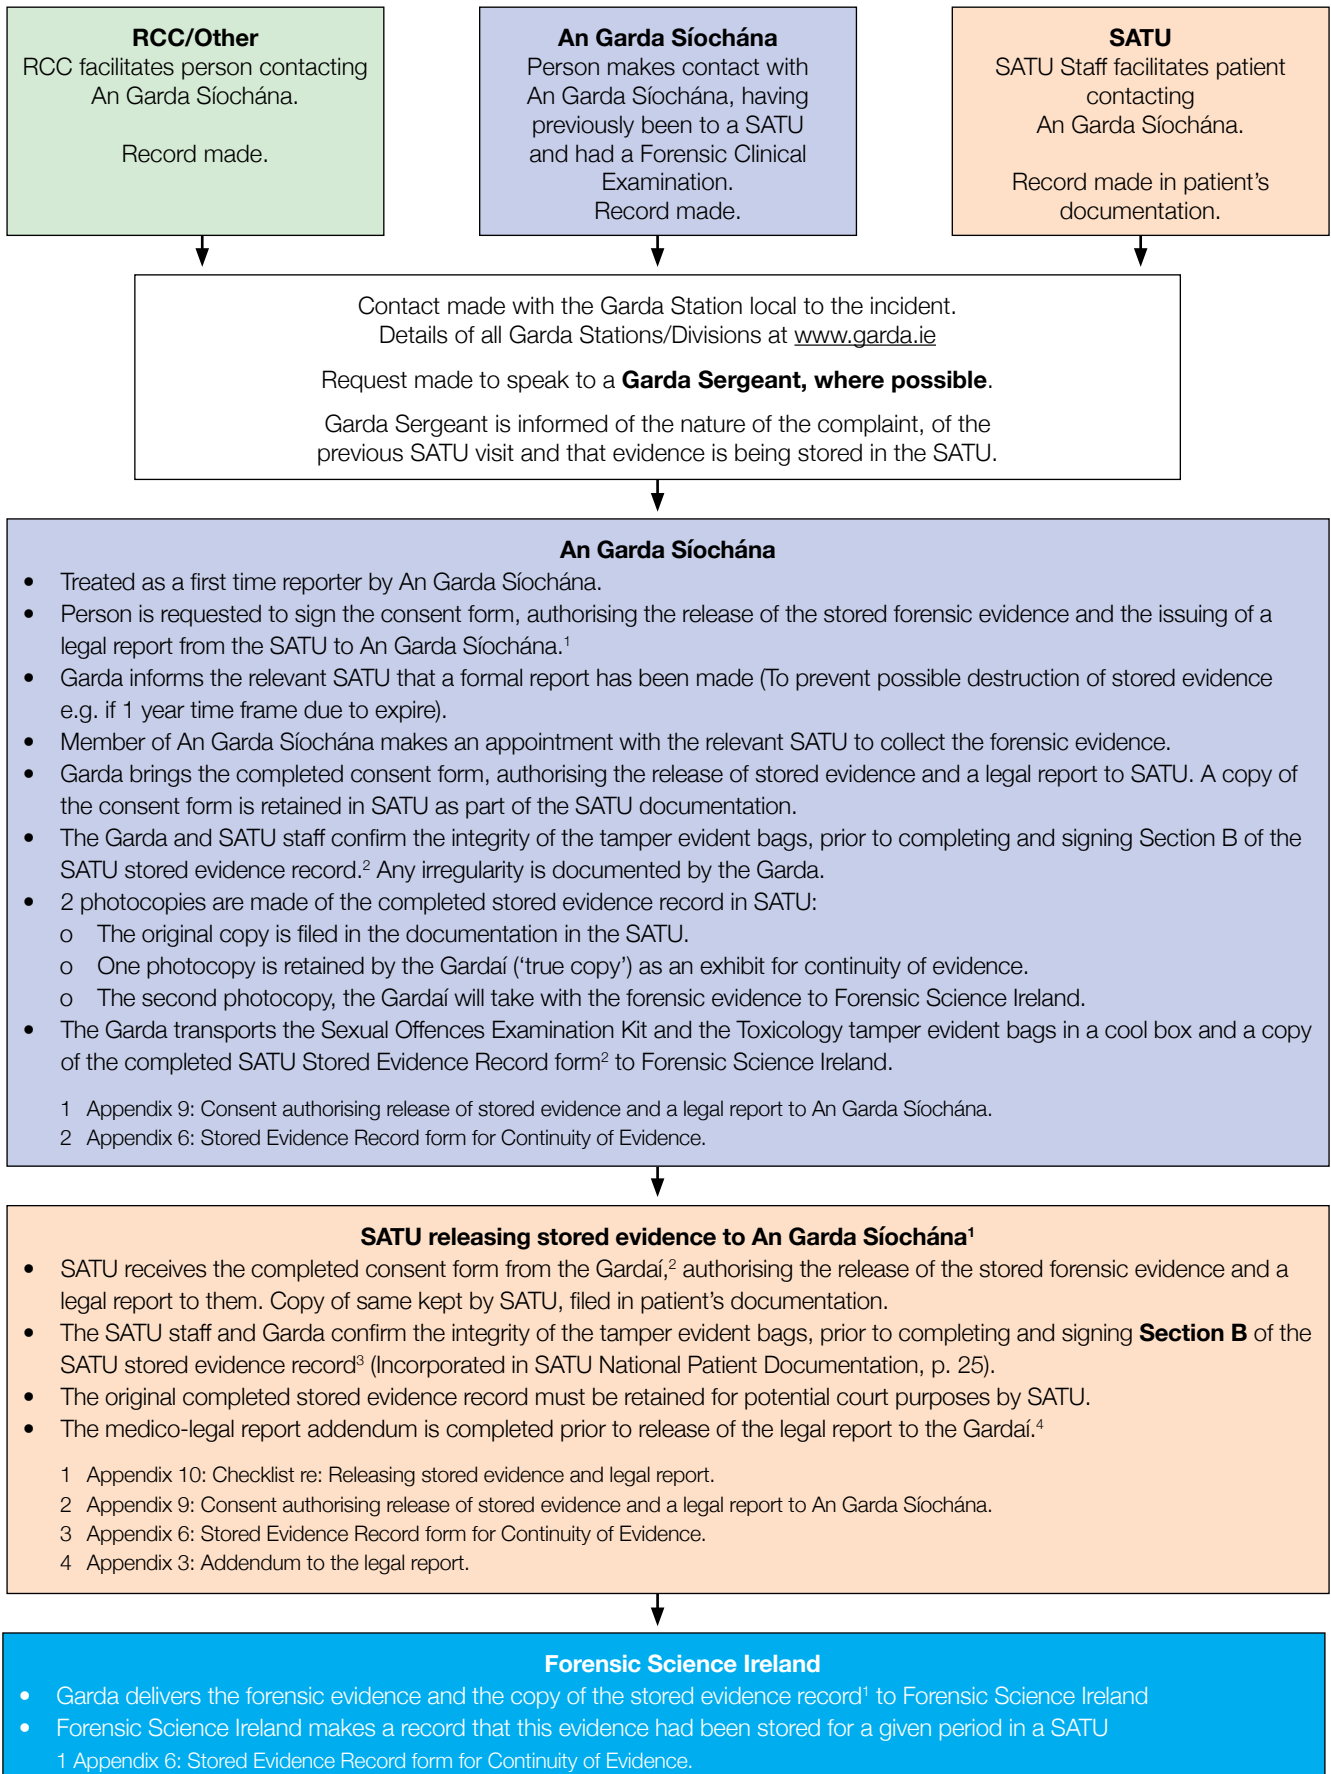 RCC/Other
RCC facilitates person contacting
An Garda Síochána.
Record made.
An Garda Síochána
Person makes contact with
An Garda Síochána, having
previously been to a SATU
and had a Forensic Clinical
Examination.
Record made.
SATU
SATU Staff facilitates patient
contacting
An Garda Síochána.
Record made in patient’s
documentation.
Contact made with the Garda Station local to the incident.
Details of all Garda Stations/Divisions at www.garda.ie
Request made to speak to a Garda Sergeant, where possible.
Garda Sergeant is informed of the nature of the complaint, of the
previous SATU visit and that evidence is being stored in the SATU.
An Garda Síochána
• Treated as a first time reporter by An Garda Síochána.
• Person is requested to sign the consent form, authorising the release of the stored forensic evidence and the issuing of a
legal report from the SATU to An Garda Síochána.¹
• Garda informs the relevant SATU that a formal report has been made (To prevent possible destruction of stored evidence
e.g. if 1 year time frame due to expire).
• Member of An Garda Síochána makes an appointment with the relevant SATU to collect the forensic evidence.
• Garda brings the completed consent form, authorising the release of stored evidence and a legal report to SATU. A copy of
the consent form is retained in SATU as part of the SATU documentation.
• The Garda and SATU staff confirm the integrity of the tamper evident bags, prior to completing and signing Section B of the
SATU stored evidence record.² Any irregularity is documented by the Garda.
• 2 photocopies are made of the completed stored evidence record in SATU:
o The original copy is filed in the documentation in the SATU.
o One photocopy is retained by the Gardaí (‘true copy’) as an exhibit for continuity of evidence.
o The second photocopy, the Gardaí will take with the forensic evidence to Forensic Science Ireland.
• The Garda transports the Sexual Offences Examination Kit and the Toxicology tamper evident bags in a cool box and a copy
of the completed SATU Stored Evidence Record form² to Forensic Science Ireland.
1 Appendix 9: Consent authorising release of stored evidence and a legal report to An Garda Síochána.
2 Appendix 6: Stored Evidence Record form for Continuity of Evidence.
SATU releasing stored evidence to An Garda Síochána¹
• SATU receives the completed consent form from the Gardaí,² authorising the release of the stored forensic evidence and a
legal report to them. Copy of same kept by SATU, filed in patient’s documentation.
• The SATU staff and Garda confirm the integrity of the tamper evident bags, prior to completing and signing Section B of the
SATU stored evidence record³ (Incorporated in SATU National Patient Documentation, p. 25).
• The original completed stored evidence record must be retained for potential court purposes by SATU.
• The medico-legal report addendum is completed prior to release of the legal report to the Gardaí.⁴
1 Appendix 10: Checklist re: Releasing stored evidence and legal report.
2 Appendix 9: Consent authorising release of stored evidence and a legal report to An Garda Síochána.
3 Appendix 6: Stored Evidence Record form for Continuity of Evidence.
4 Appendix 3: Addendum to the legal report.
Forensic Science Ireland
• Garda delivers the forensic evidence and the copy of the stored evidence record¹ to Forensic Science Ireland
• Forensic Science Ireland makes a record that this evidence had been stored for a given period in a SATU
1 Appendix 6: Stored Evidence Record form for Continuity of Evidence.